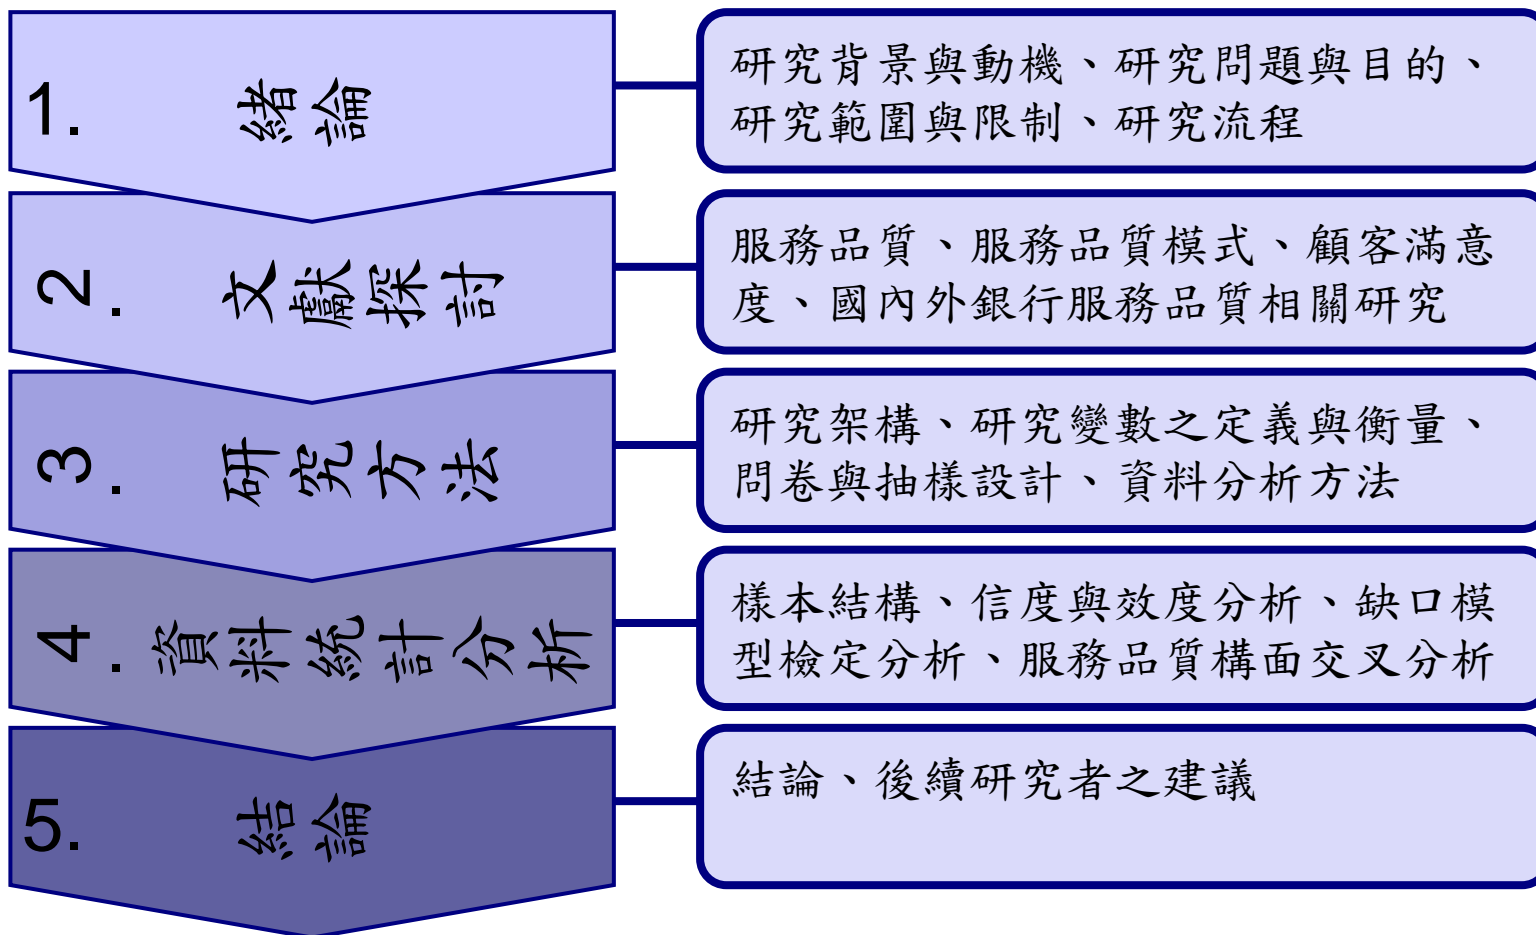 1. 緒論
研究背景與動機、研究問題與目的、
研究範圍與限制、研究流程
2. 文獻探討
服務品質、服務品質模式、顧客滿意
度、國內外銀行服務品質相關研究
3. 研究方法
研究架構、研究變數之定義與衡量、
問卷與抽樣設計、資料分析方法
4. 資料統計分析
樣本結構、信度與效度分析、缺口模
型檢定分析、服務品質構面交叉分析
5. 結論
結論、後續研究者之建議